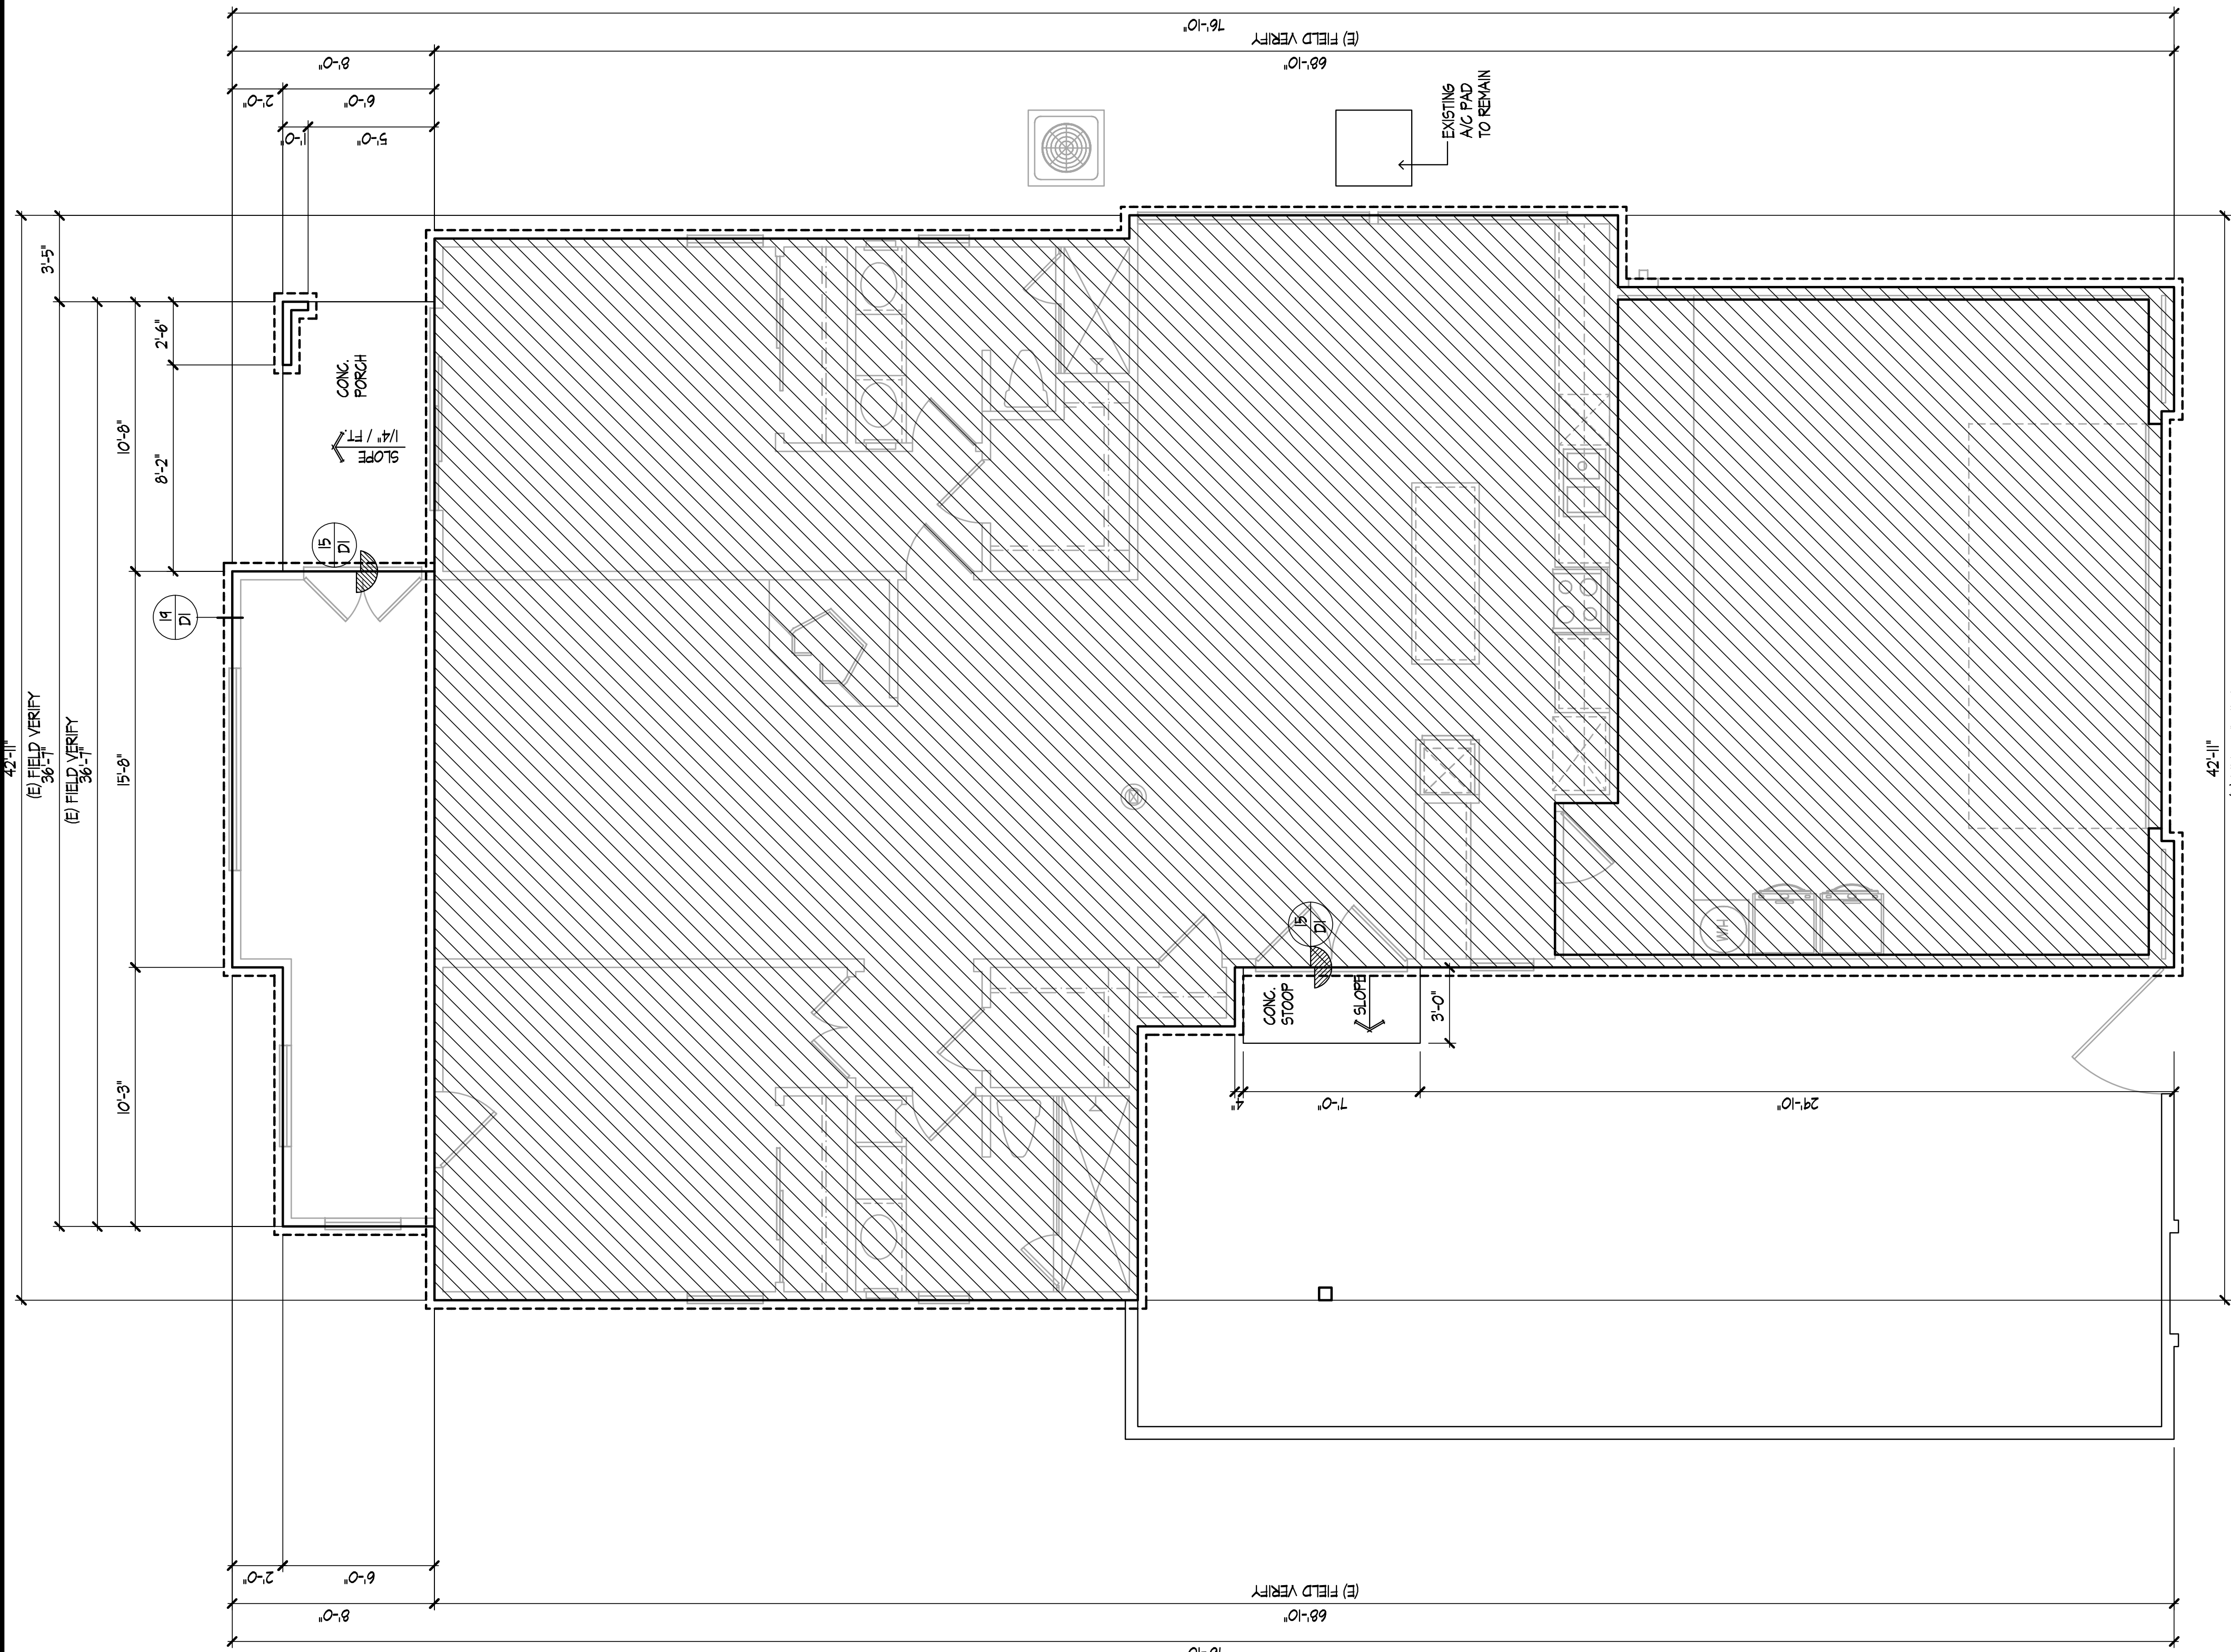 76'-10"
(E) FIELD VERIFY
68'-10"
8'-0"
2'-0"
6'-0"
1'-0"
5'-0"
EXISTING
A/C PAD
TO REMAIN
3'-5"
2'-6"
10'-8"
8'-2"
CONC.
PORCH
SLOPE
1/4" / FT.
15
D1
19
D1
42'-11"
(E) FIELD VERIFY
36'-7"
(E) FIELD VERIFY
36'-7"
15'-8"
10'-3"
42'-11"
WH
15
D1
CONC.
STOOP
SLOPE
3'-0"
4"
7'-0"
29'-10"
2'-0"
6'-0"
8'-0"
(E) FIELD VERIFY
68'-10"